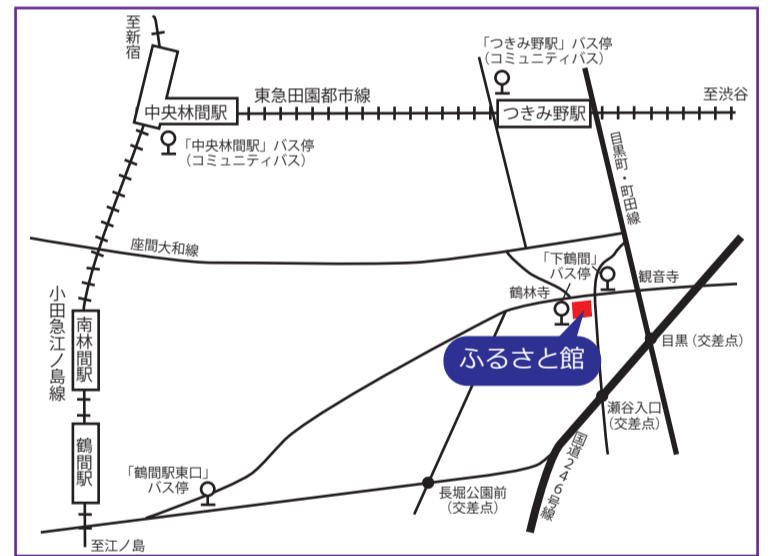 至新宿
「つきみ野駅」バス停
(コミュニティバス)
東急田園都市線
至渋谷
中央林間駅
つきみ野駅
「中央林間駅」バス停
(コミュニティバス)
目黒町・町田線
座間大和線
「下鶴間」
バス停
観音寺
鶴林寺
小田急江ノ島線
南林間駅
目黒(交差点)
ふるさと館
瀬谷入口
(交差点)
鶴間駅
国道246号線
「鶴間駅東口」
バス停
長堀公園前
(交差点)
至江ノ島